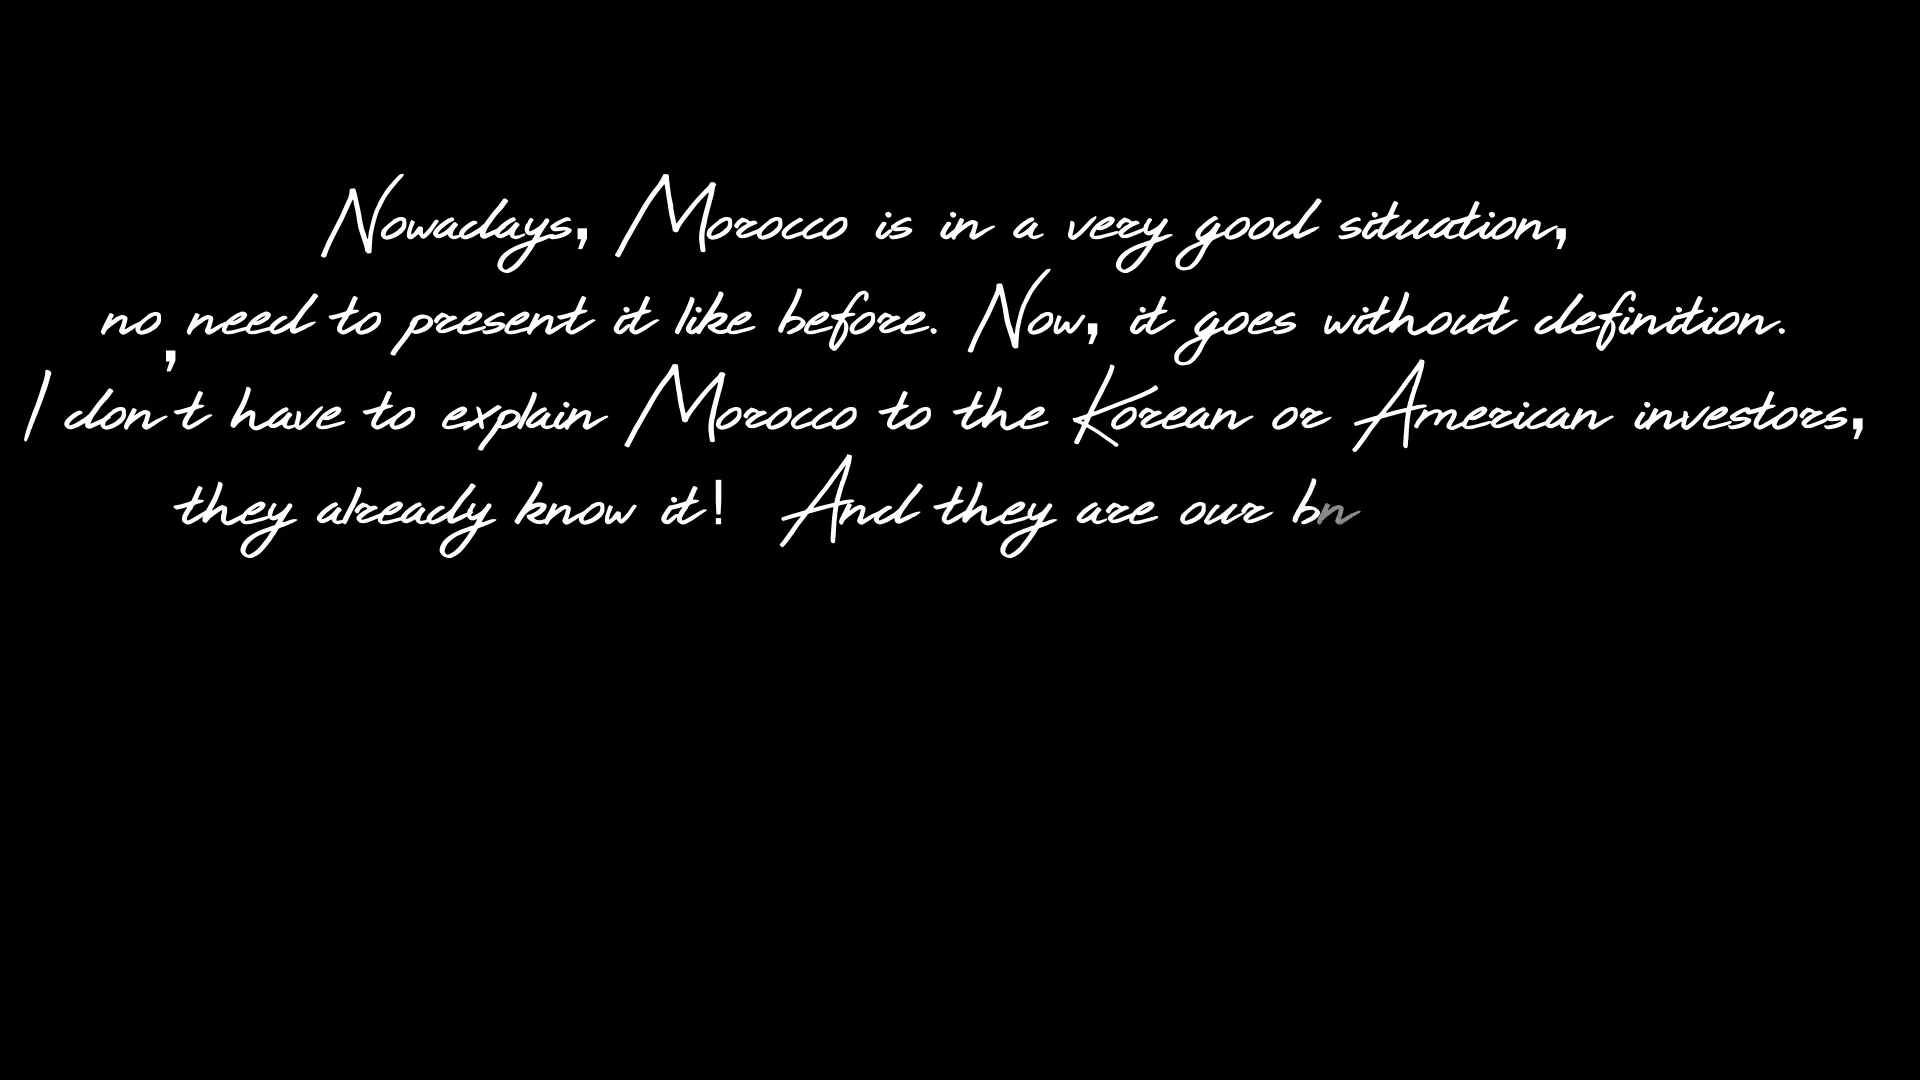 Nowadays, Morocco is in a very good situation,
no need to present it like before. Now, it goes without definition.
I don't have to explain Morocco to the Korean or American investors,
they already know it! And they are our bn